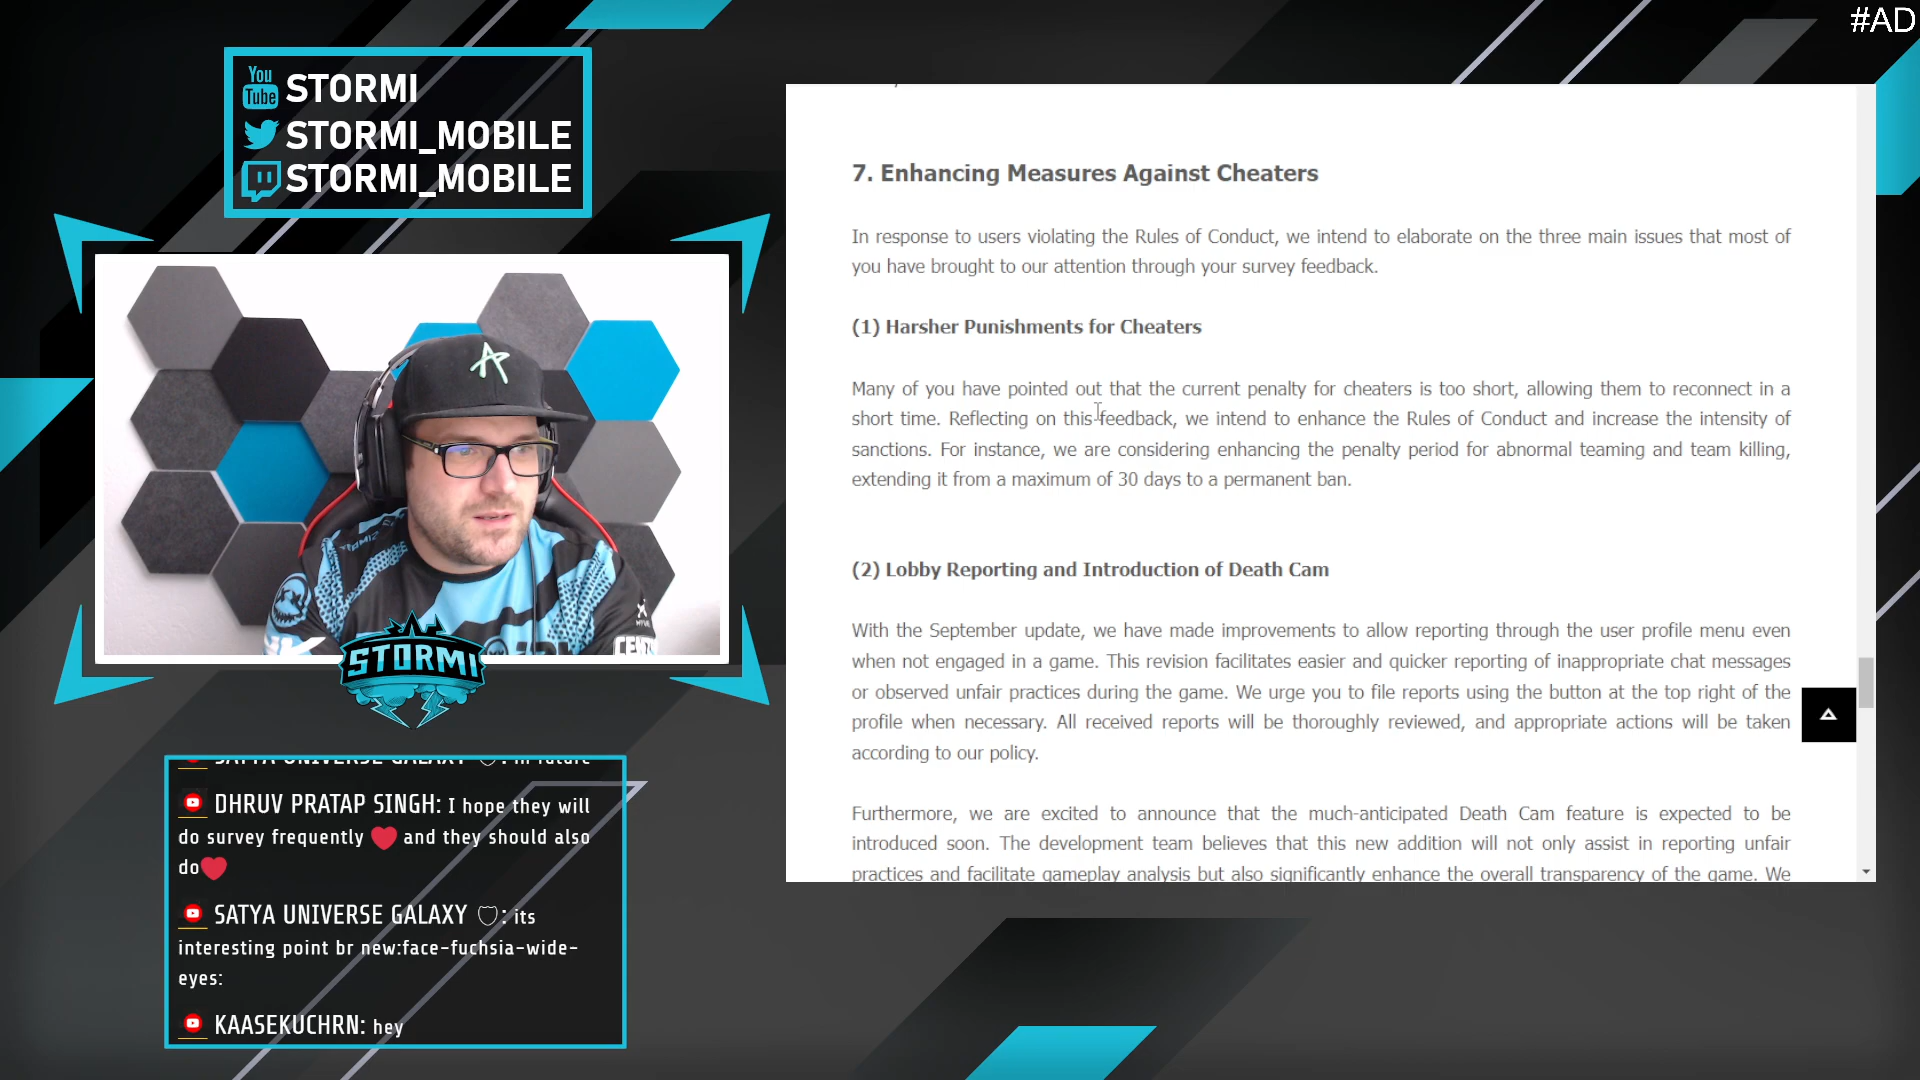 #AD
You
Tube
STORMI
STORMI_MOBILE
STORMI_MOBILE
STORMI
SATYA UNIVERSE GALAXY : in future
DHRUV PRATAP SINGH: I hope they will
do survey frequently ❤️ and they should also
do❤️
SATYA UNIVERSE GALAXY : its
interesting point br new:face-fuchsia-wide-
eyes:
KAASEKUCHRN: hey
7. Enhancing Measures Against Cheaters
In response to users violating the Rules of Conduct, we intend to elaborate on the three main issues that most of
you have brought to our attention through your survey feedback.
(1) Harsher Punishments for Cheaters
Many of you have pointed out that the current penalty for cheaters is too short, allowing them to reconnect in a
short time. Reflecting on this feedback, we intend to enhance the Rules of Conduct and increase the intensity of
sanctions. For instance, we are considering enhancing the penalty period for abnormal teaming and team killing,
extending it from a maximum of 30 days to a permanent ban.
(2) Lobby Reporting and Introduction of Death Cam
With the September update, we have made improvements to allow reporting through the user profile menu even
when not engaged in a game. This revision facilitates easier and quicker reporting of inappropriate chat messages
or observed unfair practices during the game. We urge you to file reports using the button at the top right of the
profile when necessary. All received reports will be thoroughly reviewed, and appropriate actions will be taken
according to our policy.
Furthermore, we are excited to announce that the much-anticipated Death Cam feature is expected to be
introduced soon. The development team believes that this new addition will not only assist in reporting unfair
practices and facilitate gameplay analysis but also significantly enhance the overall transparency of the game. We